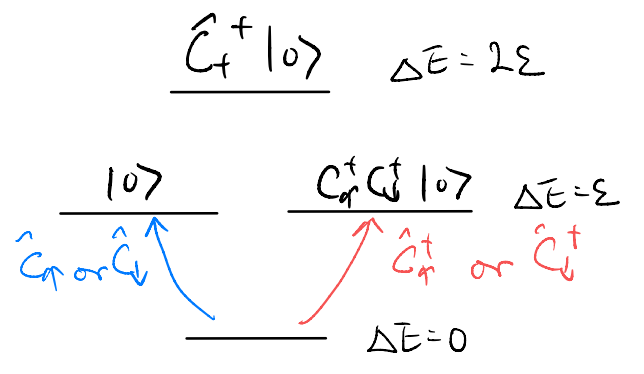 Ĉ₊⁺|0⟩ ΔE=2ε
|0⟩ C↑†C↓†|0⟩ ΔE=ε
Ĉ↑ or Ĉ↓ Ĉ↑† or Ĉ↓†
ΔE=0